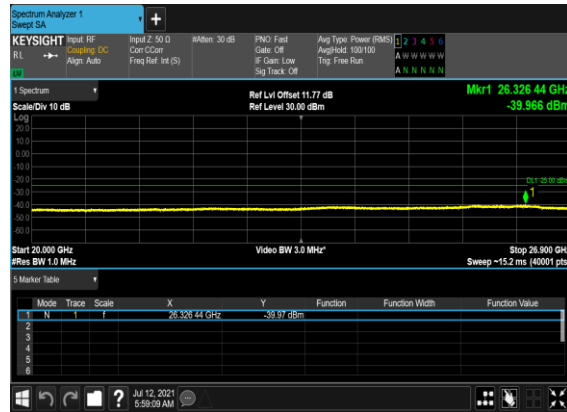 Spectrum Analyzer 1
Swept SA
+
KEYSIGHT
R L
Input: RF
Coupling: DC
Align: Auto
Input Z: 50 Ω
Corr CCorr
Freq Ref: Int (S)
#Atten: 30 dB
PNO: Fast
Gate: Off
IF Gain: Low
Sig Track: Off
Avg Type: Power (RMS)
Avg|Hold: 100/100
Trig: Free Run
1 2 3 4 5 6
A W W W W W
A N N N N N
1 Spectrum
Scale/Div 10 dB
Ref Lvl Offset 11.77 dB
Ref Level 30.00 dBm
Mkr1 26.326 44 GHz
-39.966 dBm
Log
20.0
10.0
0.00
-10.0
-20.0
-30.0
-40.0
-50.0
-60.0
DL1 -25.00 dBm
1
Start 20.000 GHz
#Res BW 1.0 MHz
Video BW 3.0 MHz*
Stop 26.900 GHz
Sweep ~15.2 ms (40001 pts)
5 Marker Table
Mode Trace Scale X Y Function Function Width Function Value
1 N 1 f 26.326 44 GHz -39.97 dBm
2
3
4
5
6
?
Jul 12, 2021
5:59:09 AM